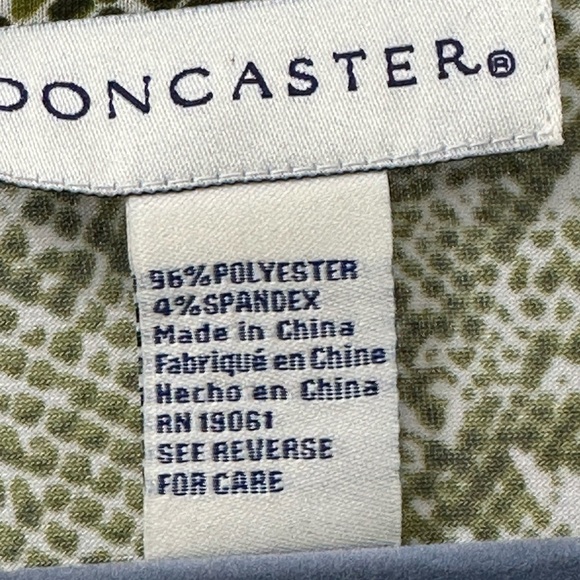 DONCASTER®
96%POLYESTER
4%SPANDEX
Made in China
Fabriqué en Chine
Hecho en China
RN 19061
SEE REVERSE
FOR CARE